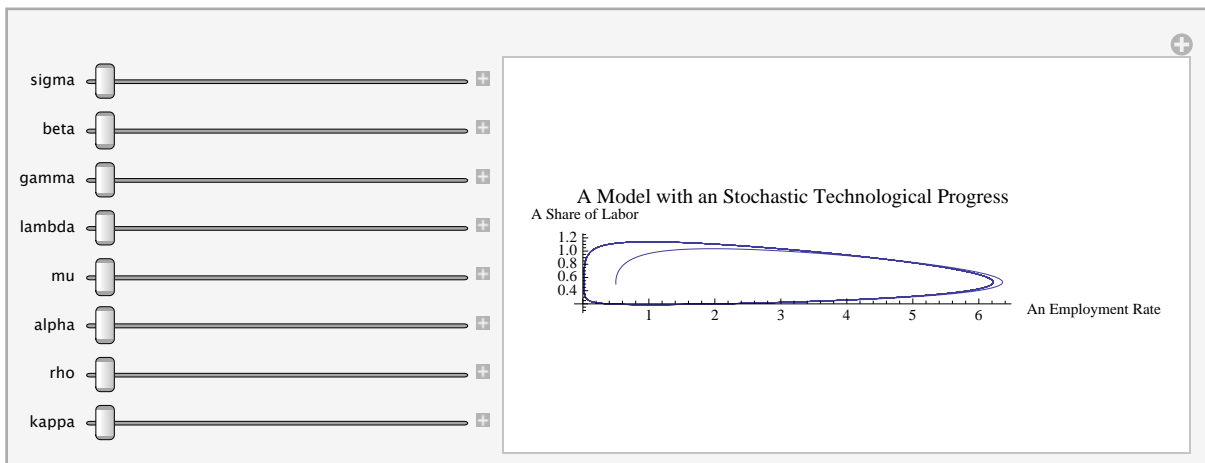 sigma
beta
gamma
lambda
mu
alpha
rho
kappa
A Model with an Stochastic Technological Progress
A Share of Labor
1.2
1.0
0.8
0.6
0.4
1 2 3 4 5 6
An Employment Rate